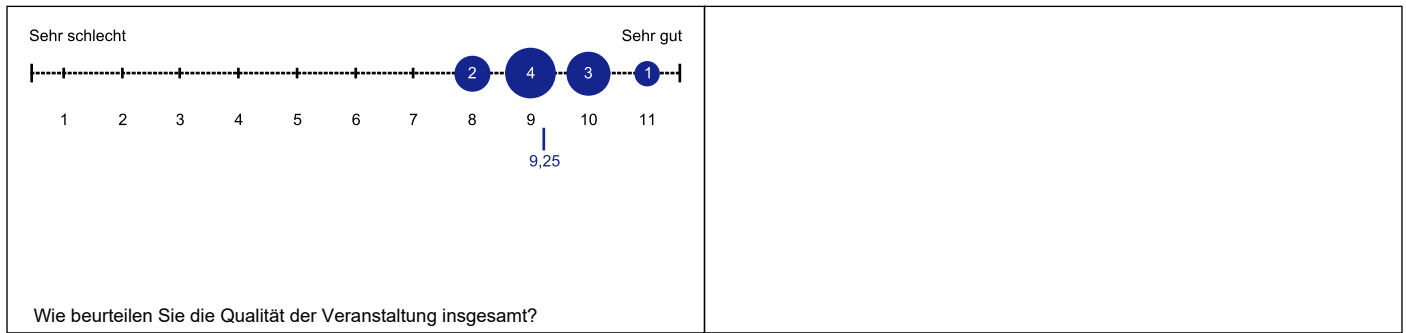 Sehr schlecht Sehr gut
2 4 3 1
1 2 3 4 5 6 7 8 9 10 11
9,25
Wie beurteilen Sie die Qualität der Veranstaltung insgesamt?